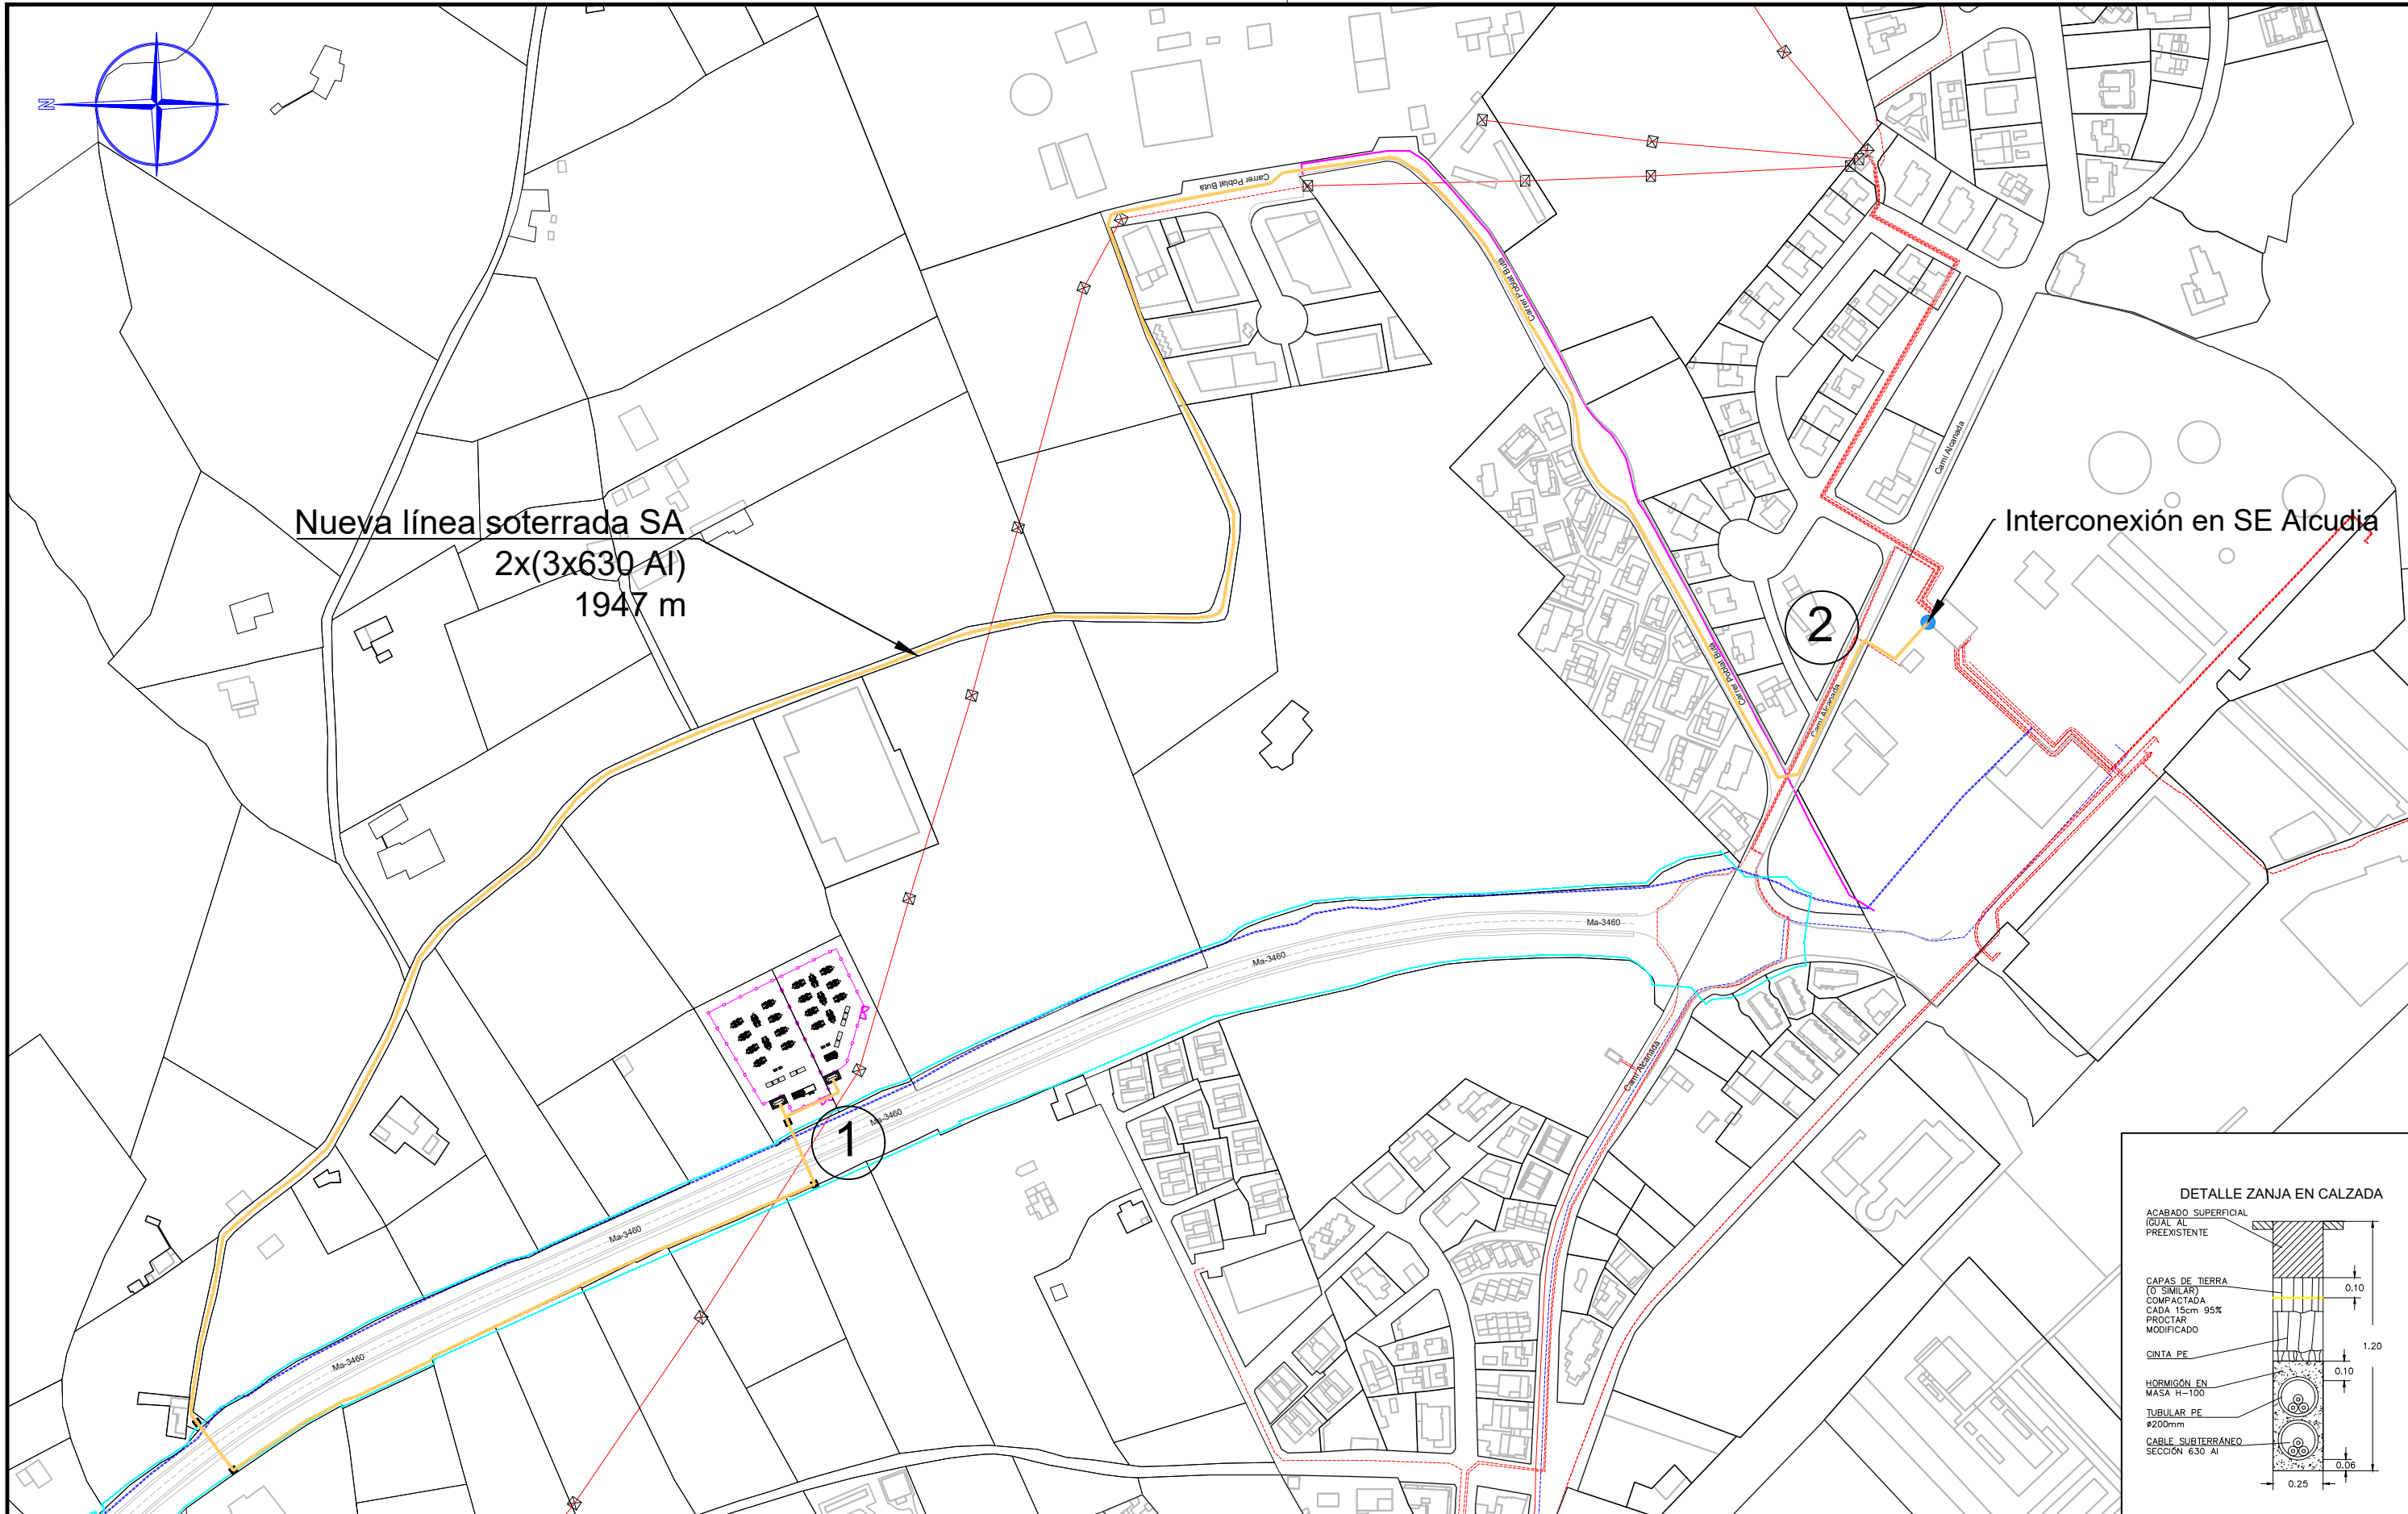 N
Carrer Poblat Butà
Carrer Poblat Butà
Camí Alcanada
Nueva línea soterrada SA
2x(3x630 Al)
1947 m
Interconexión en SE Alcudia
2
Carrer Poblat Butà
Camí Alcanada
Ma-3460
Ma-3460
Camí Alcanada
Ma-3460
1
Ma-3460
Ma-3460
DETALLE ZANJA EN CALZADA
ACABADO SUPERFICIAL
IGUAL AL
PREEXISTENTE
CAPAS DE TIERRA
(O SIMILAR)
COMPACTADA
CADA 15cm 95%
PROCTAR
MODIFICADO
CINTA PE
HORMIGÓN EN
MASA H-100
TUBULAR PE
ø200mm
CABLE SUBTERRÁNEO
SECCIÓN 630 Al
0.10
1.20
0.10
0.06
0.25